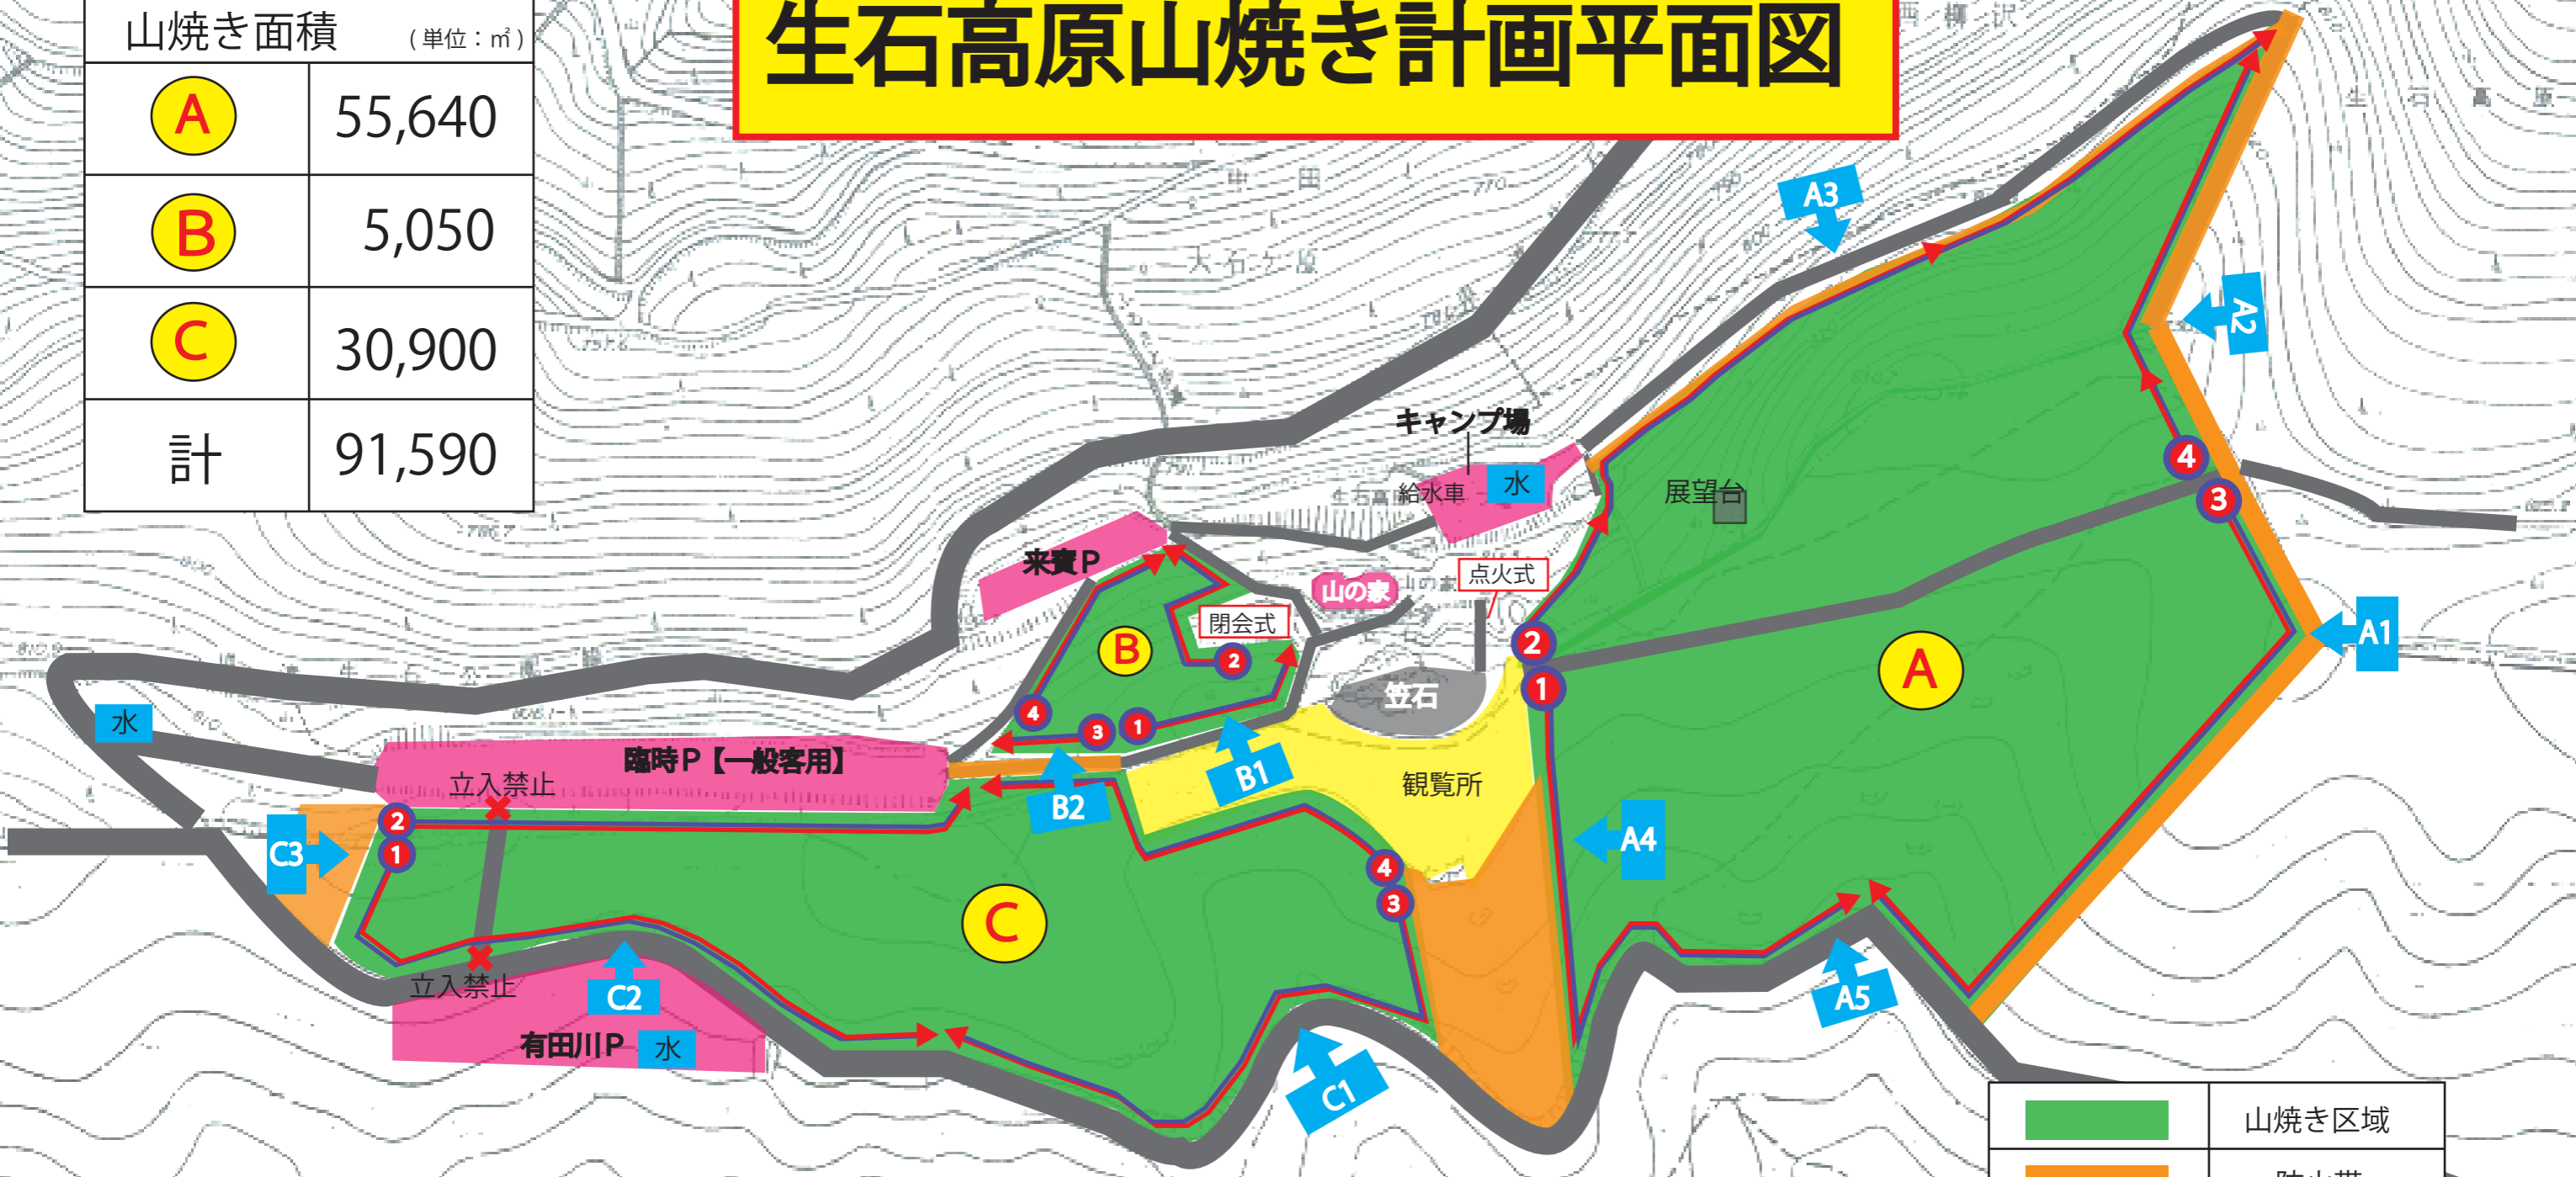 生石高原山焼き計画平面図
山焼き面積 (単位：㎡)
A 55,640
B 5,050
C 30,900
計 91,590
A3
A2
キャンプ場
給水車 水
展望台
4
3
来賓P
点火式
山の家
閉会式
B
2
2
1
A1
A
笠石
4
3
1
水
臨時P【一般客用】
立入禁止
観覧所
B1
B2
2
1
C3
A4
4
3
C
立入禁止
C2
A5
有田川P 水
C1
山焼き区域